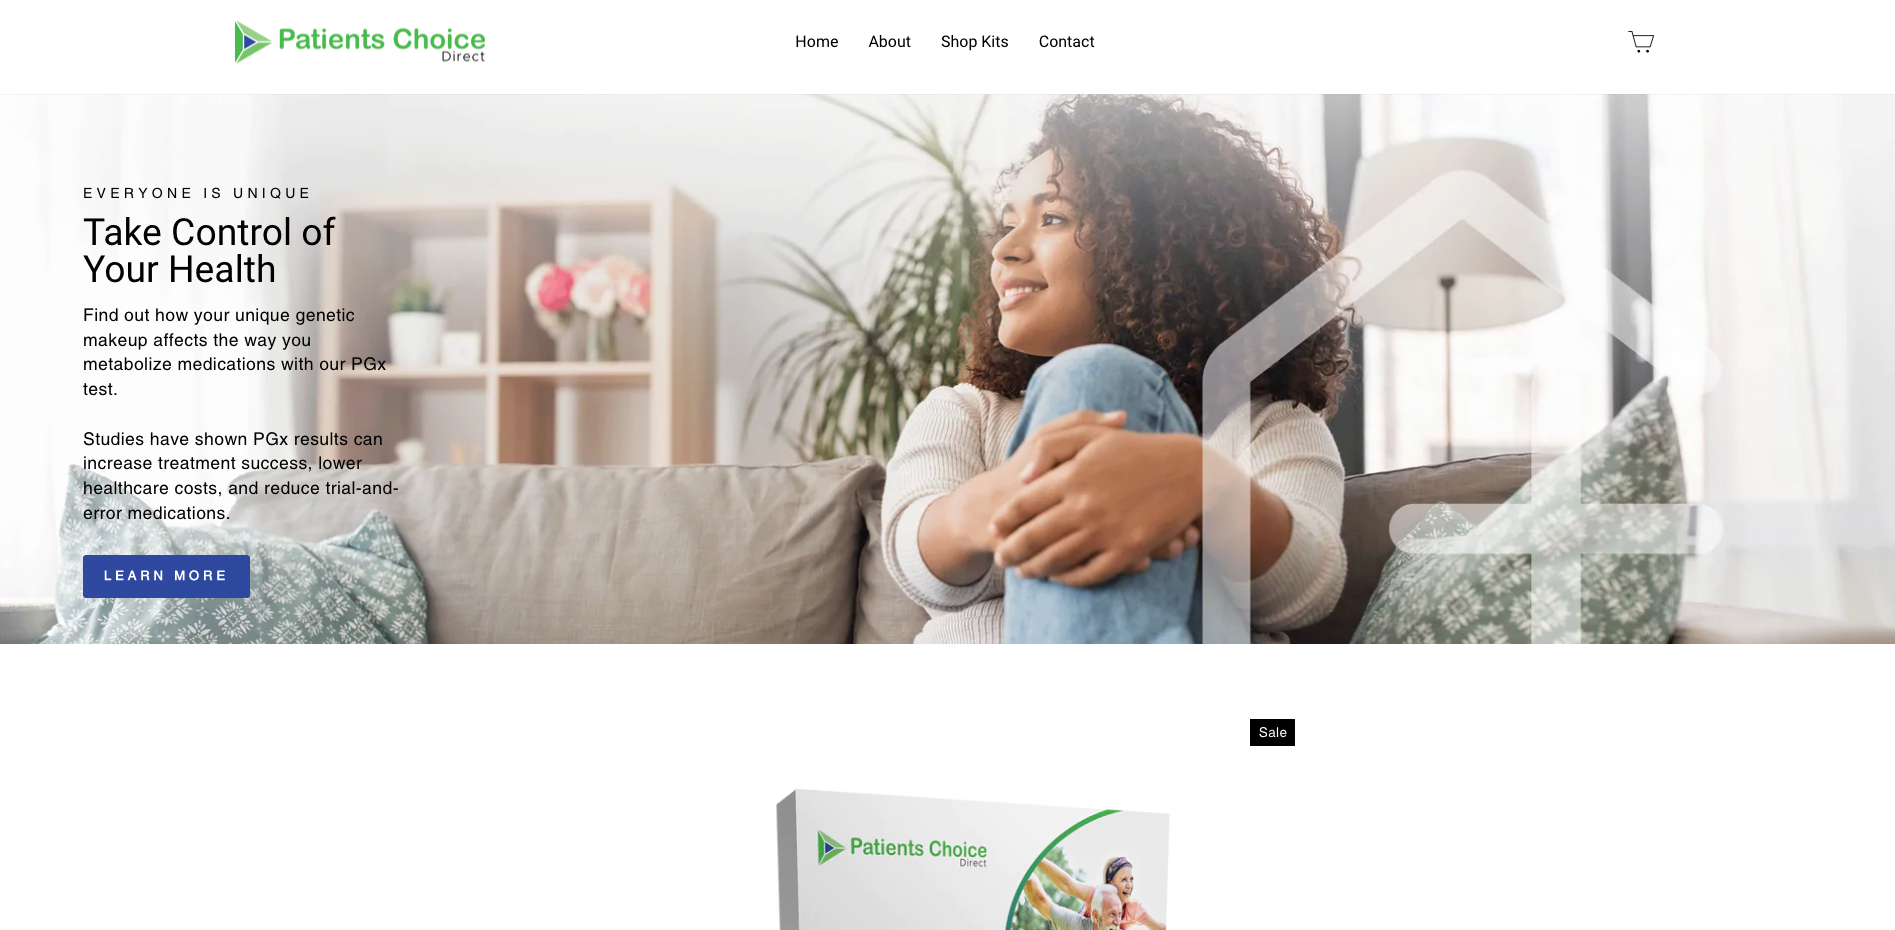 Patients Choice
Direct
Home
About
Shop Kits
Contact
EVERYONE IS UNIQUE
Take Control of
Your Health
Find out how your unique genetic
makeup affects the way you
metabolize medications with our PGx
test.
Studies have shown PGx results can
increase treatment success, lower
healthcare costs, and reduce trial-and-
error medications.
LEARN MORE
Sale
Patients Choice
Direct